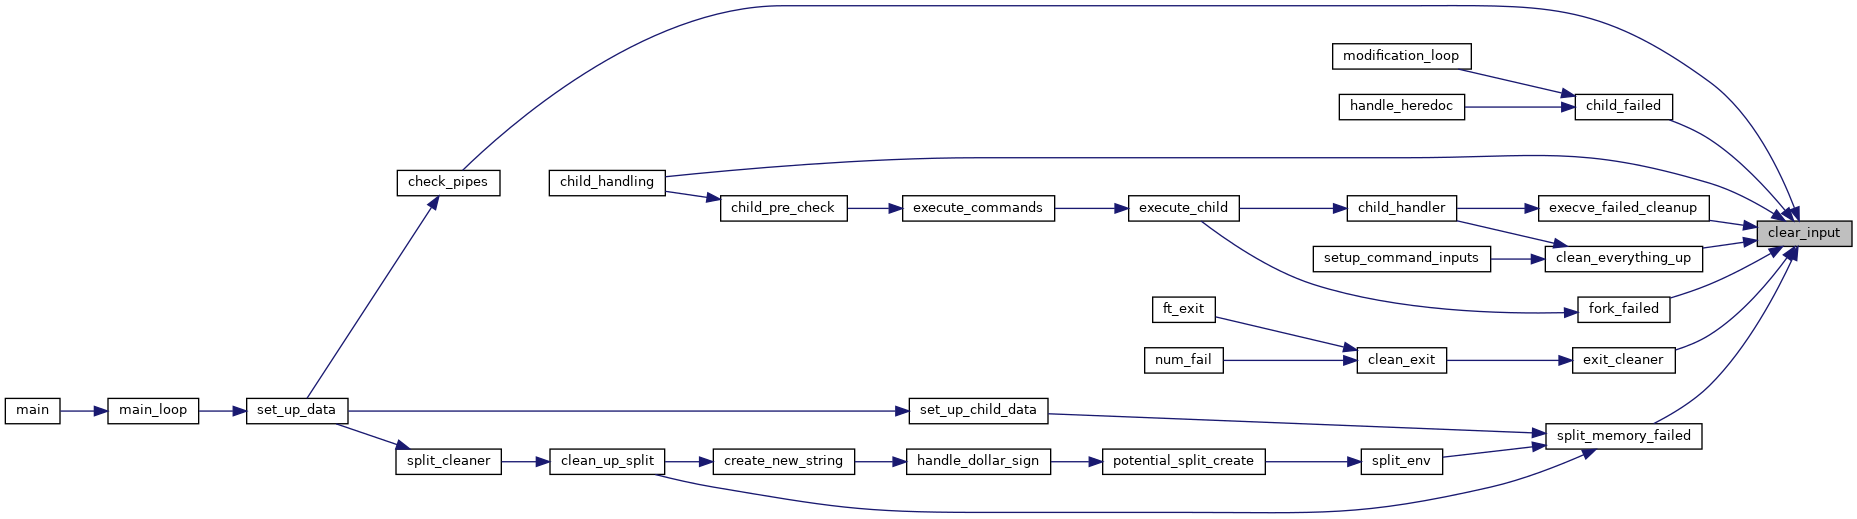 modification_loop
handle_heredoc
child_failed
check_pipes
child_handling
child_pre_check
execute_commands
execute_child
child_handler
execve_failed_cleanup
clear_input
setup_command_inputs
clean_everything_up
ft_exit
fork_failed
num_fail
clean_exit
exit_cleaner
main
main_loop
set_up_data
set_up_child_data
split_memory_failed
split_cleaner
clean_up_split
create_new_string
handle_dollar_sign
potential_split_create
split_env